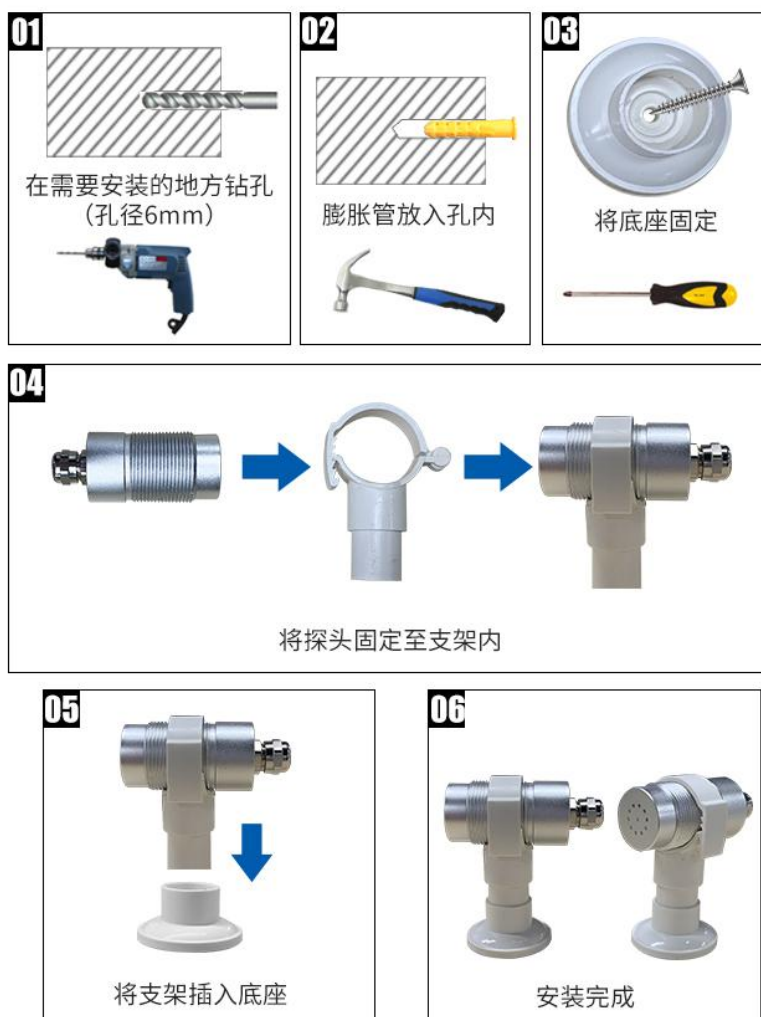 01
在需要安装的地方钻孔
（孔径6mm）
02
膨胀管放入孔内
03
将底座固定
04
将探头固定至支架内
05
将支架插入底座
06
安装完成